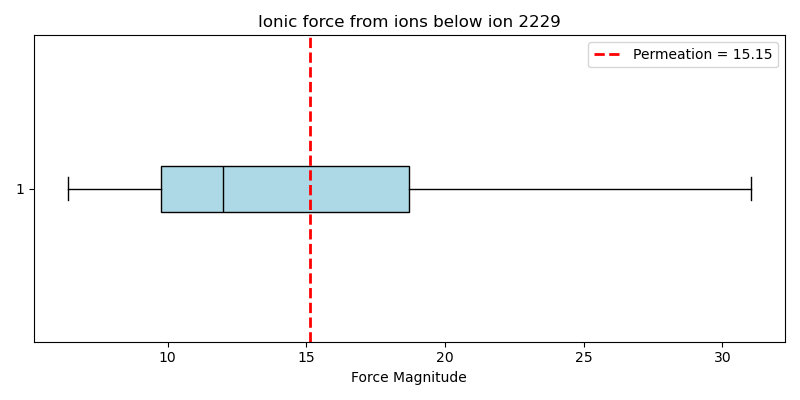 Ionic force from ions below ion 2229
Permeation = 15.15
1
10 15 20 25 30
Force Magnitude